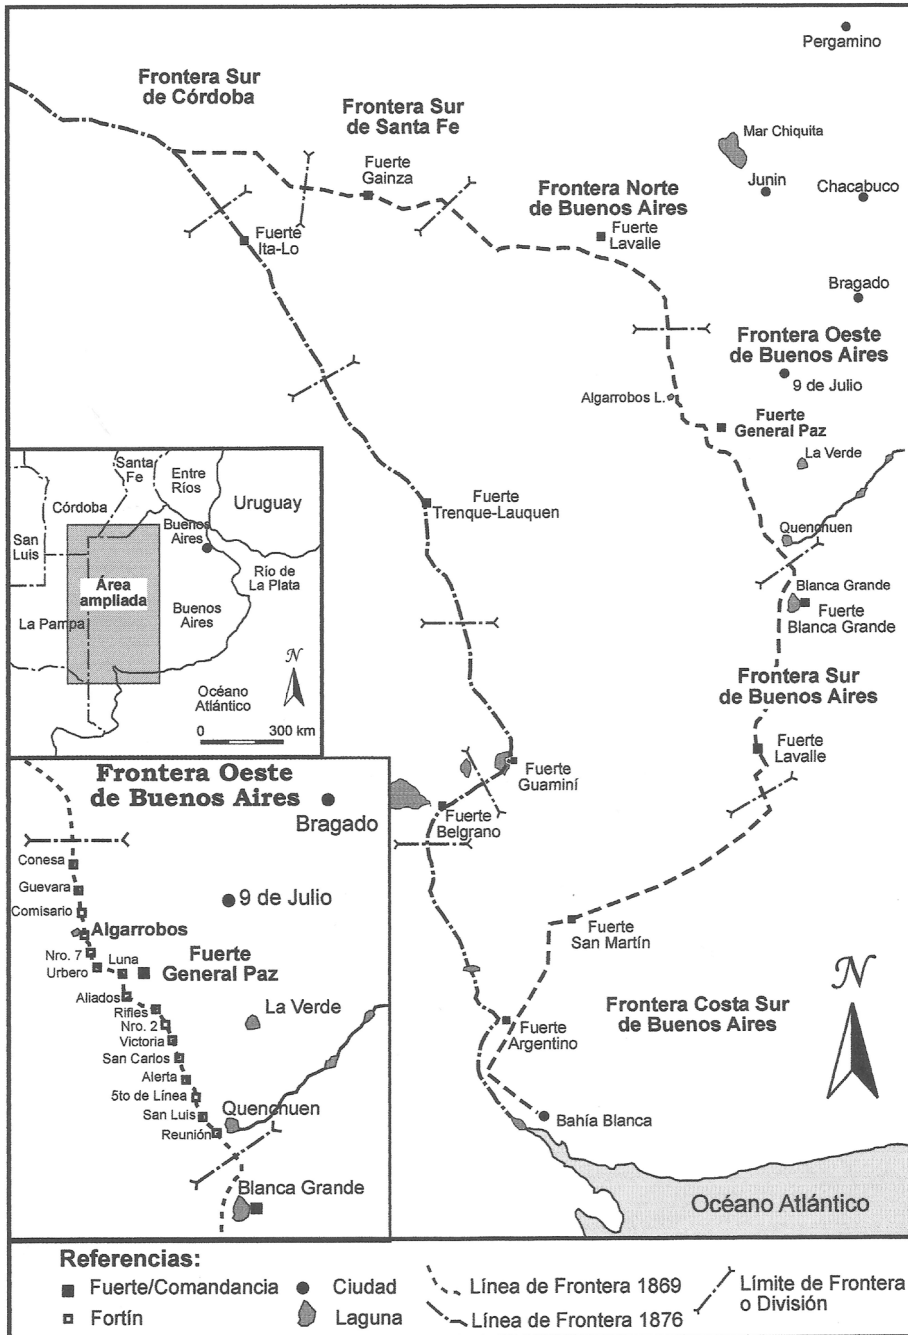 Pergamino
Frontera Sur
de Córdoba
Frontera Sur
de Santa Fe
Mar Chiquita
Fuerte
Gainza
Frontera Norte
de Buenos Aires
Junin
Chacabuco
Fuerte
Ita-Lo
Fuerte
Lavalle
Bragado
Frontera Oeste
de Buenos Aires
9 de Julio
Algarrobos L.
Fuerte
General Paz
La Verde
Fuerte
Trenque-Lauquen
Quenchuen
Blanca Grande
Fuerte
Blanca Grande
Frontera Sur
de Buenos Aires
Fuerte
Lavalle
Fuerte
Guaminí
Fuerte
Belgrano
Fuerte
San Martín
Frontera Costa Sur
de Buenos Aires
Fuerte
Argentino
Bahía Blanca
N
Océano Atlántico
Santa
Fe
Entre
Ríos
Uruguay
Córdoba
San
Luis
Buenos
Aires
Área
ampliada
Río de
La Plata
La Pampa
Buenos
Aires
N
Océano
Atlántico
0 300 km
Frontera Oeste
de Buenos Aires
Bragado
Conesa
Guevara
9 de Julio
Comisario
Algarrobos
Nro. 7
Luna
Urbero
Fuerte
General Paz
Aliados
Rifles
La Verde
Nro. 2
Victoria
San Carlos
Alerta
5to de Línea
San Luis
Quenchuen
Reunión
Blanca Grande
Referencias:
Fuerte/Comandancia
Ciudad
Línea de Frontera 1869
Límite de Frontera
o División
Fortín
Laguna
Línea de Frontera 1876